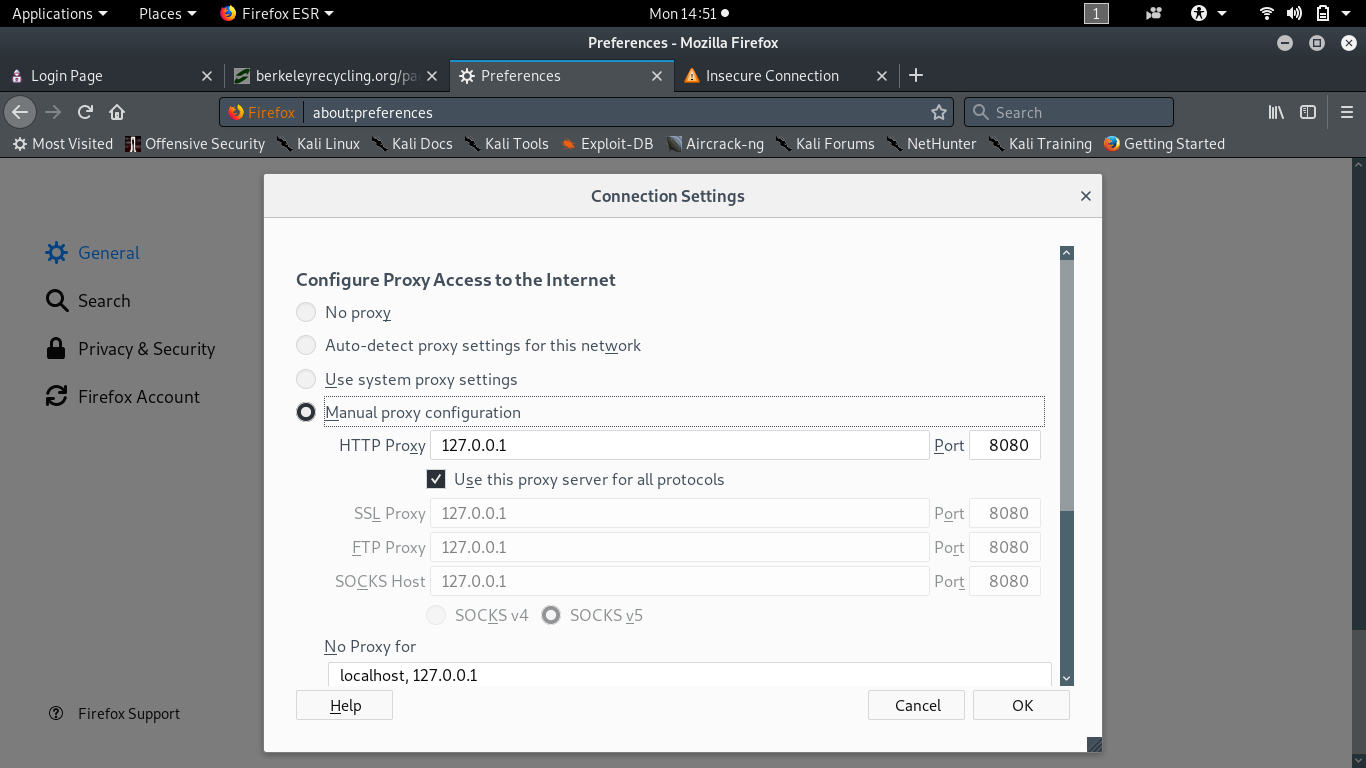 Applications Places Firefox ESR Mon 14:51 1
Preferences - Mozilla Firefox
Login Page berkeleyrecycling.org/pa Preferences Insecure Connection
Firefox about:preferences Search
Most Visited Offensive Security Kali Linux Kali Docs Kali Tools Exploit-DB Aircrack-ng Kali Forums NetHunter Kali Training Getting Started
Connection Settings
General
Search
Privacy & Security
Firefox Account
Firefox Support
Configure Proxy Access to the Internet
No proxy
Auto-detect proxy settings for this network
Use system proxy settings
Manual proxy configuration
HTTP Proxy 127.0.0.1 Port 8080
Use this proxy server for all protocols
SSL Proxy 127.0.0.1 Port 8080
FTP Proxy 127.0.0.1 Port 8080
SOCKS Host 127.0.0.1 Port 8080
SOCKS v4 SOCKS v5
No Proxy for
localhost, 127.0.0.1
Help Cancel OK